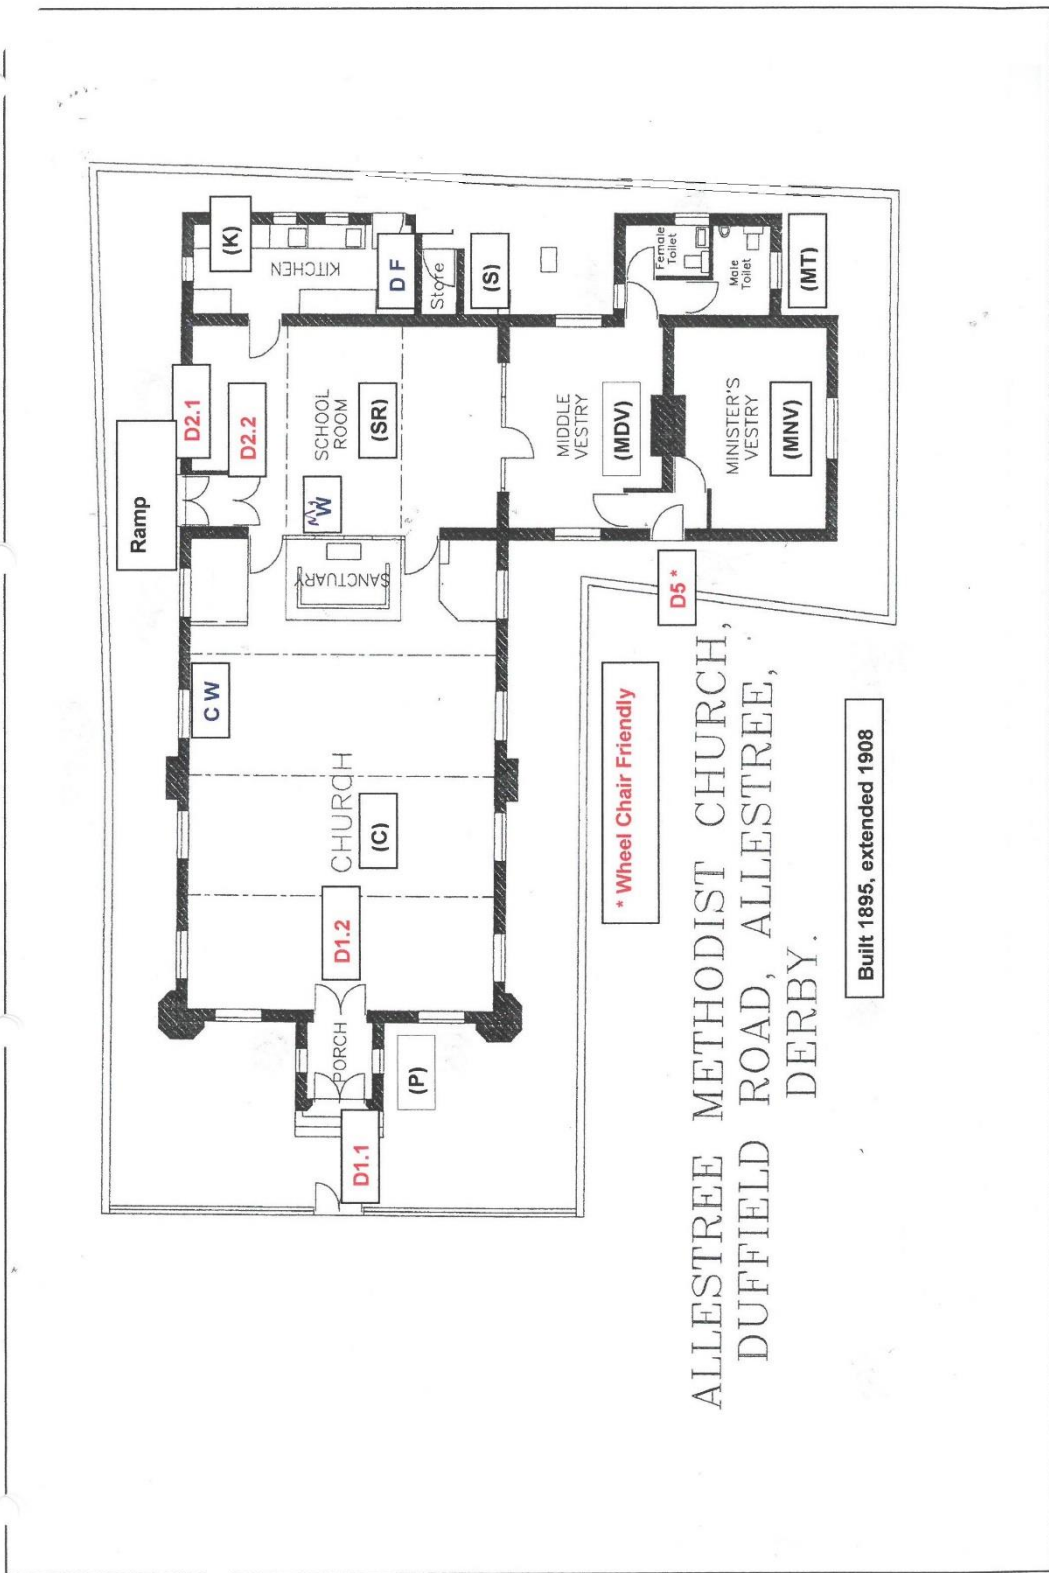 Ramp
D2.1
C W
(K)
D2.2
KITCHEN
W
SCHOOL
ROOM
(SR)
SANCTUARY
CHURCH
(C)
D1.2
PORCH
D1.1
(P)
D F
Store
(S)
MIDDLE
VESTRY
(MDV)
* Wheel Chair Friendly
Female
Toilet
D5 *
Male
Toilet
MINISTER'S
VESTRY
(MNV)
(MT)
ALLESTREE METHODIST CHURCH,
DUFFIELD ROAD, ALLESTREE,
DERBY.
Built 1895, extended 1908